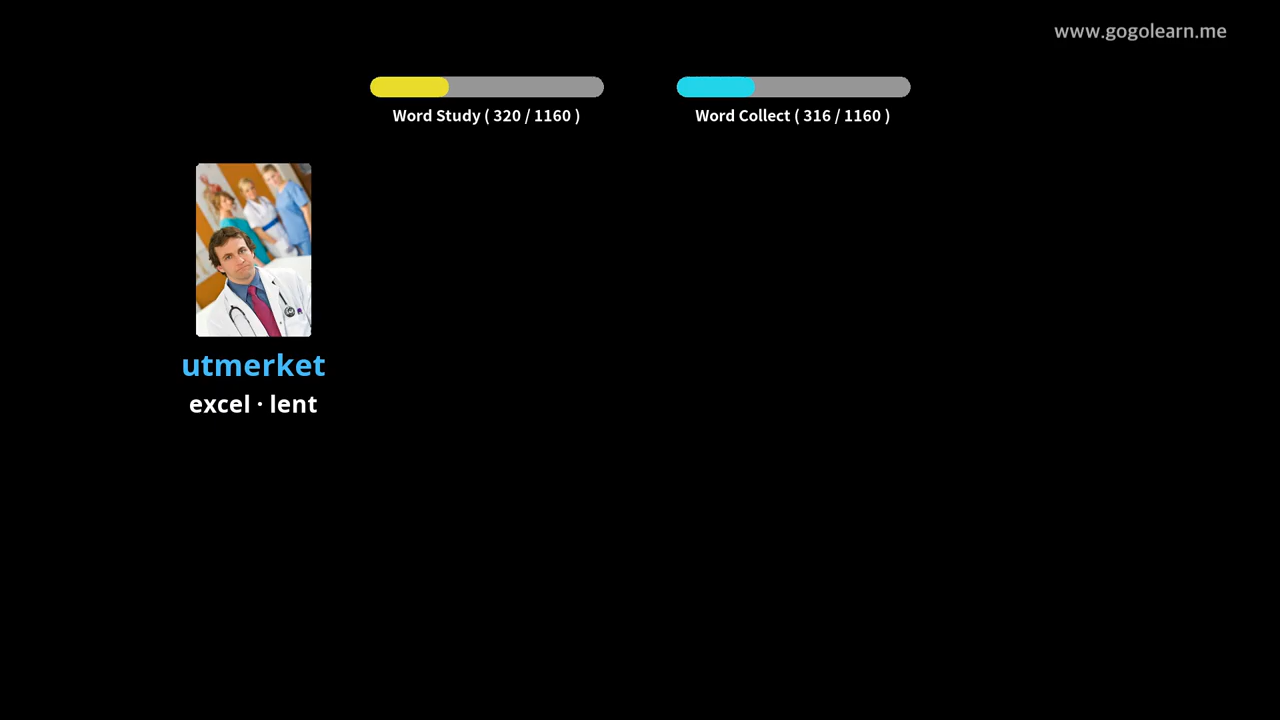 www.gogolearn.me
Word Study ( 320 / 1160 )
Word Collect ( 316 / 1160 )
utmerket
excel · lent